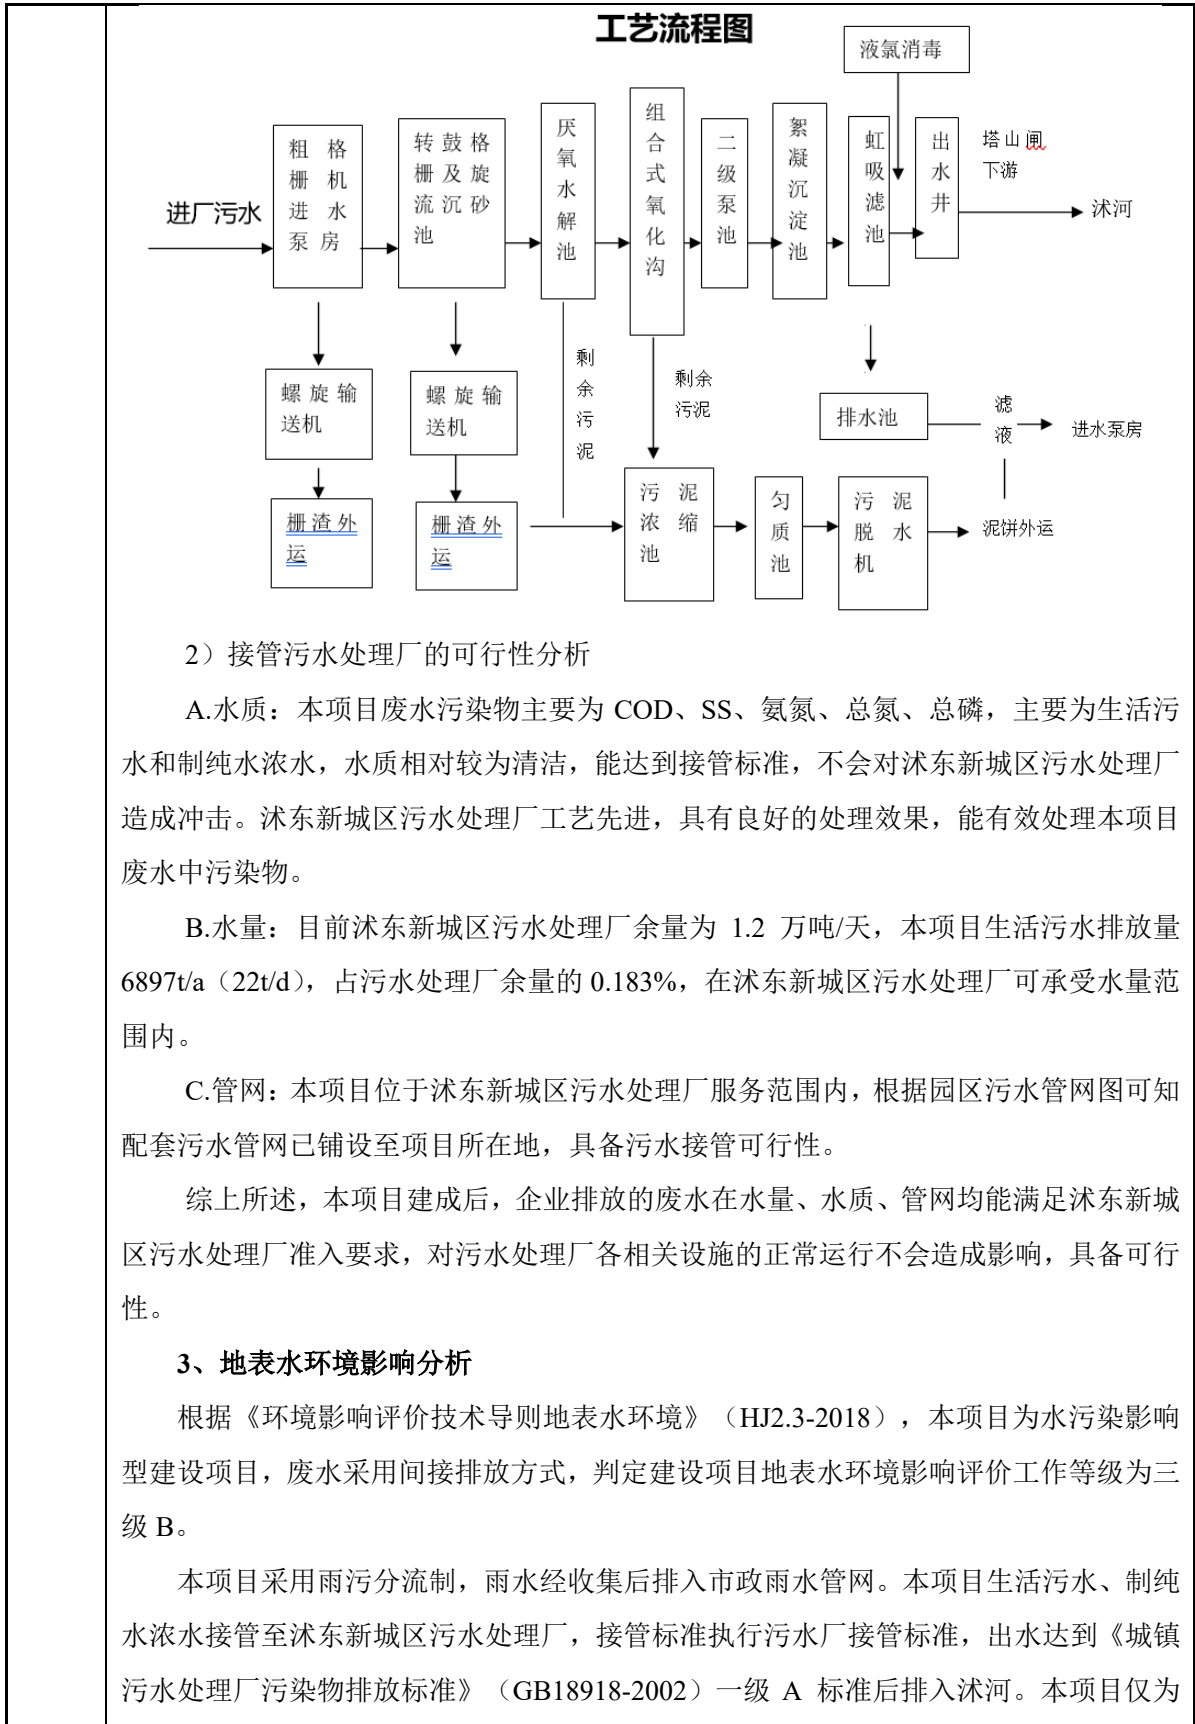 工艺流程图
液氯消毒
进厂污水
粗格
栅机
进水
泵房
转鼓格
栅及旋
流沉砂
池
厌
氧
水
解
池
组
合
式
氧
化
沟
二
级
泵
池
絮
凝
沉
淀
池
虹
吸
滤
池
出
水
井
塔山闸
下游
沭河
螺旋输
送机
螺旋输
送机
剩
余
污
泥
剩余
污泥
排水池
滤
液
进水泵房
栅渣外
运
栅渣外
运
污泥
浓缩
池
匀
质
池
污泥
脱水
机
泥饼外运
2）接管污水处理厂的可行性分析
A.水质：本项目废水污染物主要为 COD、SS、氨氮、总氮、总磷，主要为生活污
水和制纯水浓水，水质相对较为清洁，能达到接管标准，不会对沭东新城区污水处理厂
造成冲击。沭东新城区污水处理厂工艺先进，具有良好的处理效果，能有效处理本项目
废水中污染物。
B.水量：目前沭东新城区污水处理厂余量为 1.2 万吨/天，本项目生活污水排放量
6897t/a（22t/d），占污水处理厂余量的 0.183%，在沭东新城区污水处理厂可承受水量范
围内。
C.管网：本项目位于沭东新城区污水处理厂服务范围内，根据园区污水管网图可知
配套污水管网已铺设至项目所在地，具备污水接管可行性。
综上所述，本项目建成后，企业排放的废水在水量、水质、管网均能满足沭东新城
区污水处理厂准入要求，对污水处理厂各相关设施的正常运行不会造成影响，具备可行
性。
3、地表水环境影响分析
根据《环境影响评价技术导则地表水环境》（HJ2.3-2018），本项目为水污染影响
型建设项目，废水采用间接排放方式，判定建设项目地表水环境影响评价工作等级为三
级 B。
本项目采用雨污分流制，雨水经收集后排入市政雨水管网。本项目生活污水、制纯
水浓水接管至沭东新城区污水处理厂，接管标准执行污水厂接管标准，出水达到《城镇
污水处理厂污染物排放标准》（GB18918-2002）一级 A 标准后排入沭河。本项目仅为